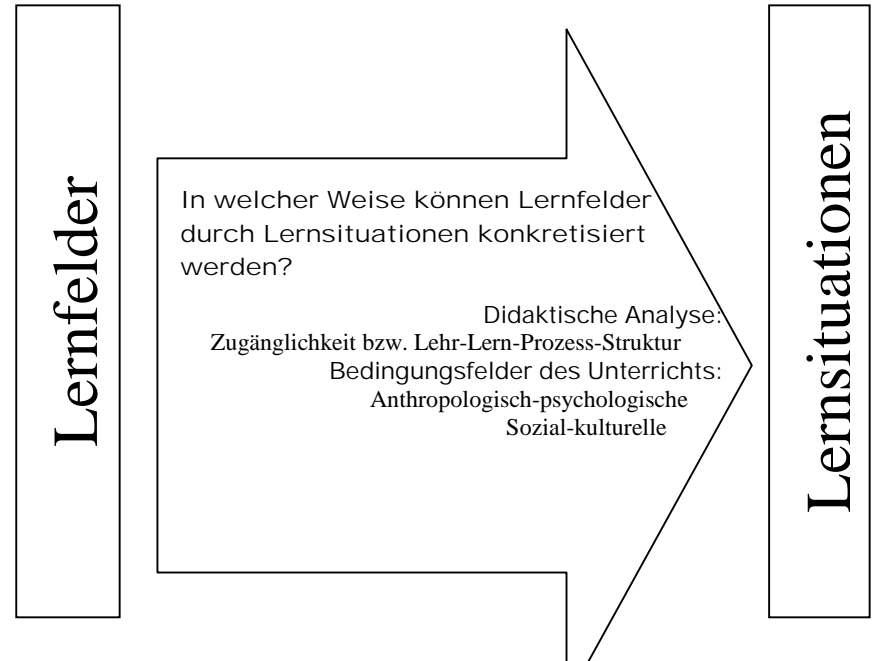 Lernfelder
In welcher Weise können Lernfelder
durch Lernsituationen konkretisiert
werden?
Didaktische Analyse:
Zugänglichkeit bzw. Lehr-Lern-Prozess-Struktur
Bedingungsfelder des Unterrichts:
Anthropologisch-psychologische
Sozial-kulturelle
Lernsituationen